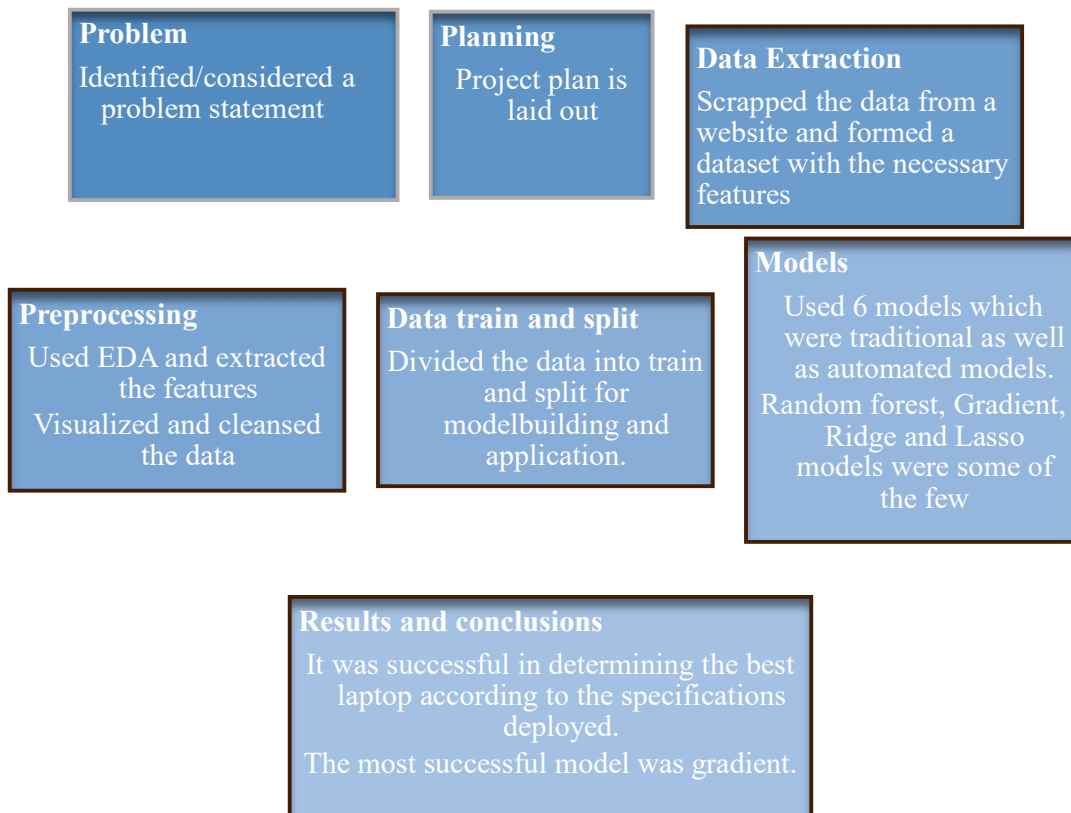 Problem
Identified/considered a
problem statement
Planning
Project plan is
laid out
Data Extraction
Scrapped the data from a
website and formed a
dataset with the necessary
features
Preprocessing
Used EDA and extracted
the features
Visualized and cleansed
the data
Data train and split
Divided the data into train
and split for
modelbuilding and
application.
Models
Used 6 models which
were traditional as well
as automated models.
Random forest, Gradient,
Ridge and Lasso
models were some of
the few
Results and conclusions
It was successful in determining the best
laptop according to the specifications
deployed.
The most successful model was gradient.